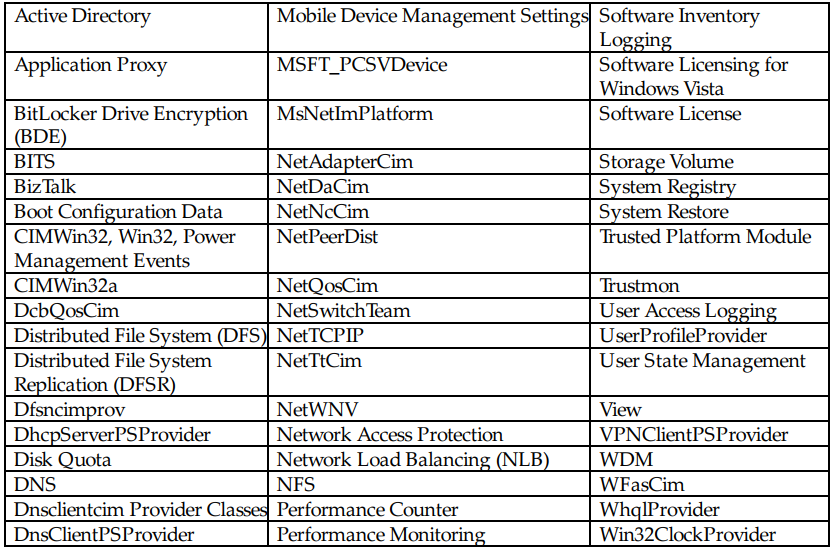 Active Directory
Mobile Device Management Settings
Software Inventory
Logging
Application Proxy
MSFT_PCSVDevice
Software Licensing for
Windows Vista
BitLocker Drive Encryption
(BDE)
MsNetImPlatform
Software License
BITS
NetAdapterCim
Storage Volume
BizTalk
NetDaCim
System Registry
Boot Configuration Data
NetNcCim
System Restore
CIMWin32, Win32, Power
Management Events
NetPeerDist
Trusted Platform Module
CIMWin32a
NetQosCim
Trustmon
DcbQosCim
NetSwitchTeam
User Access Logging
Distributed File System (DFS)
NetTCPIP
UserProfileProvider
Distributed File System
Replication (DFSR)
NetTtCim
User State Management
Dfsncimprov
NetWNV
View
DhcpServerPSProvider
Network Access Protection
VPNClientPSProvider
Disk Quota
Network Load Balancing (NLB)
WDM
DNS
NFS
WFasCim
Dnsclientcim Provider Classes
Performance Counter
WhqlProvider
DnsClientPSProvider
Performance Monitoring
Win32ClockProvider